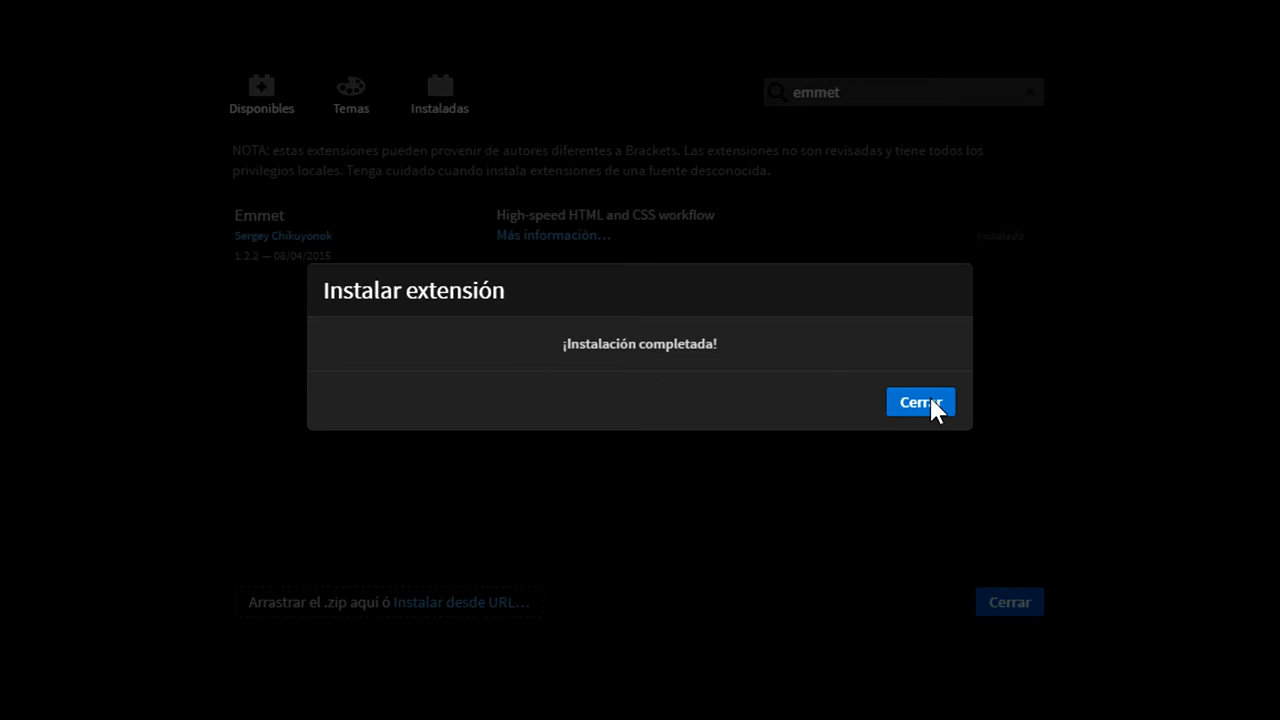 Disponibles
Temas
Instaladas
emmet
NOTA: estas extensiones pueden provenir de autores diferentes a Brackets. Las extensiones no son revisadas y tiene todos los
privilegios locales. Tenga cuidado cuando instala extensiones de una fuente desconocida.
Emmet
High-speed HTML and CSS workflow
Sergey Chikuyonok
Más información...
Instalada
1.2.2 — 08/04/2015
Instalar extensión
¡Instalación completada!
Cerrar
Arrastrar el .zip aquí ó Instalar desde URL...
Cerrar